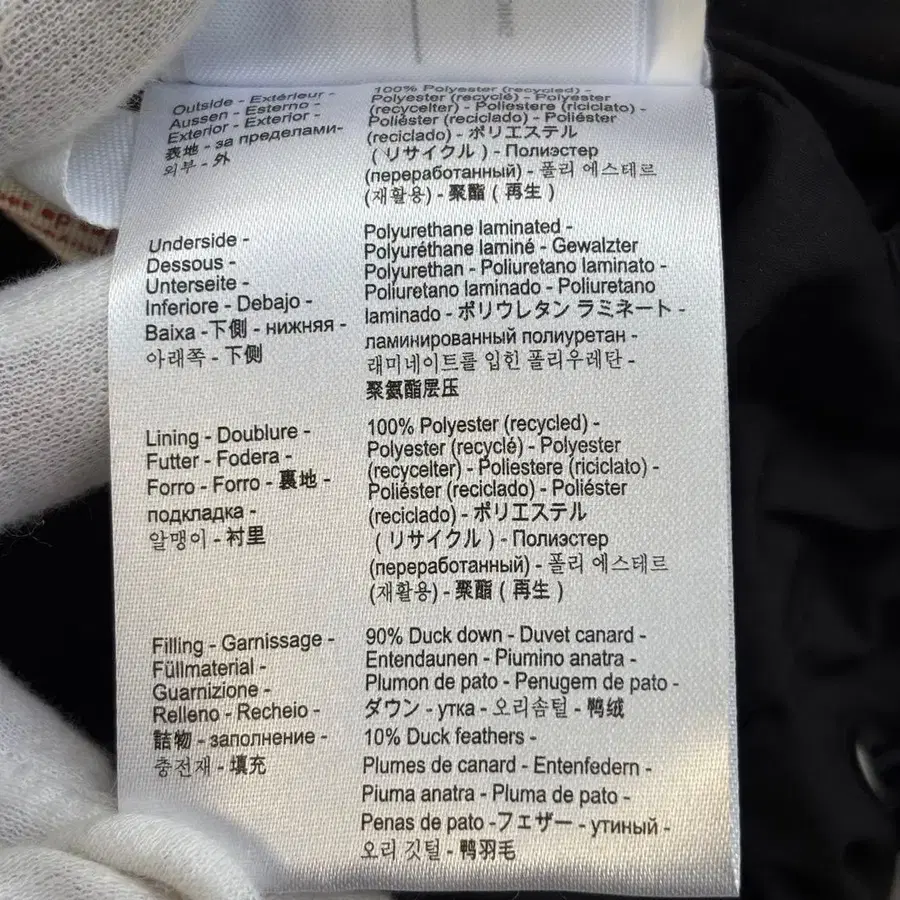 Outside - Extérieur -
Aussen - Esterno -
Exterior - Exterior -
表地 - за пределами-
외부 - 外
100% Polyester (recycled) -
Polyester (recyclé) - Polyester
(recycelter) - Poliestere (riciclato) -
Poliéster (reciclado) - Poliéster
(reciclado) - ポリエステル
( リサイクル ) - Полиэстер
(переработанный) - 폴리 에스테르
(재활용) - 聚酯 ( 再生 )
Underside -
Dessous -
Unterseite -
Inferiore - Debajo -
Baixa -下側 - нижняя -
아래쪽 - 下侧
Polyurethane laminated -
Polyuréthane laminé - Gewalzter
Polyurethan - Poliuretano laminato -
Poliuretano laminado - Poliuretano
laminado - ポリウレタン ラミネート -
ламинированный полиуретан -
래미네이트를 입힌 폴리우레탄 -
聚氨酯层压
Lining - Doublure -
Futter - Fodera -
Forro - Forro - 裏地 -
подкладка -
알맹이 - 衬里
100% Polyester (recycled) -
Polyester (recyclé) - Polyester
(recycelter) - Poliestere (riciclato) -
Poliéster (reciclado) - Poliéster
(reciclado) - ポリエステル
( リサイクル ) - Полиэстер
(переработанный) - 폴리 에스테르
(재활용) - 聚酯 ( 再生 )
Filling - Garnissage -
Füllmaterial -
Guarnizione -
Relleno - Recheio -
詰物 - заполнение -
충전재 - 填充
90% Duck down - Duvet canard -
Entendaunen - Piumino anatra -
Plumon de pato - Penugem de pato -
ダウン - утка - 오리솜털 - 鸭绒
10% Duck feathers -
Plumes de canard - Entenfedern -
Piuma anatra - Pluma de pato -
Penas de pato -フェザー - утиный -
오리 깃털 - 鸭羽毛